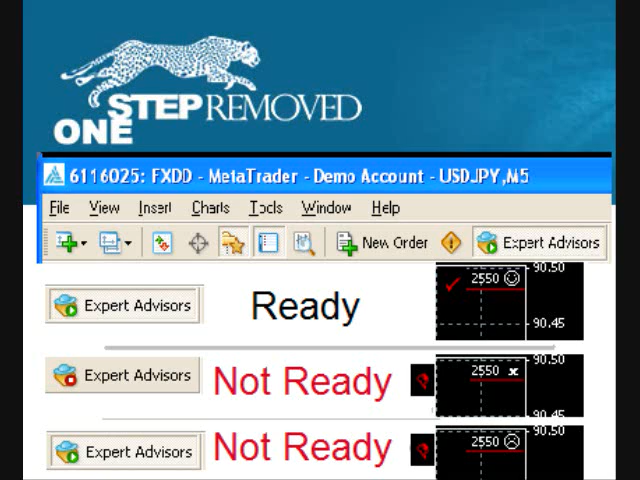 STEP REMOVED
ONE
6116025: FXDD - MetaTrader - Demo Account - USDJPY,M5
File View Insert Charts Tools Window Help
New Order Expert Advisors
Expert Advisors Ready 2550 90.50
90.45
Expert Advisors Not Ready 2550 x 90.50
90.45
Expert Advisors Not Ready 2550 90.50